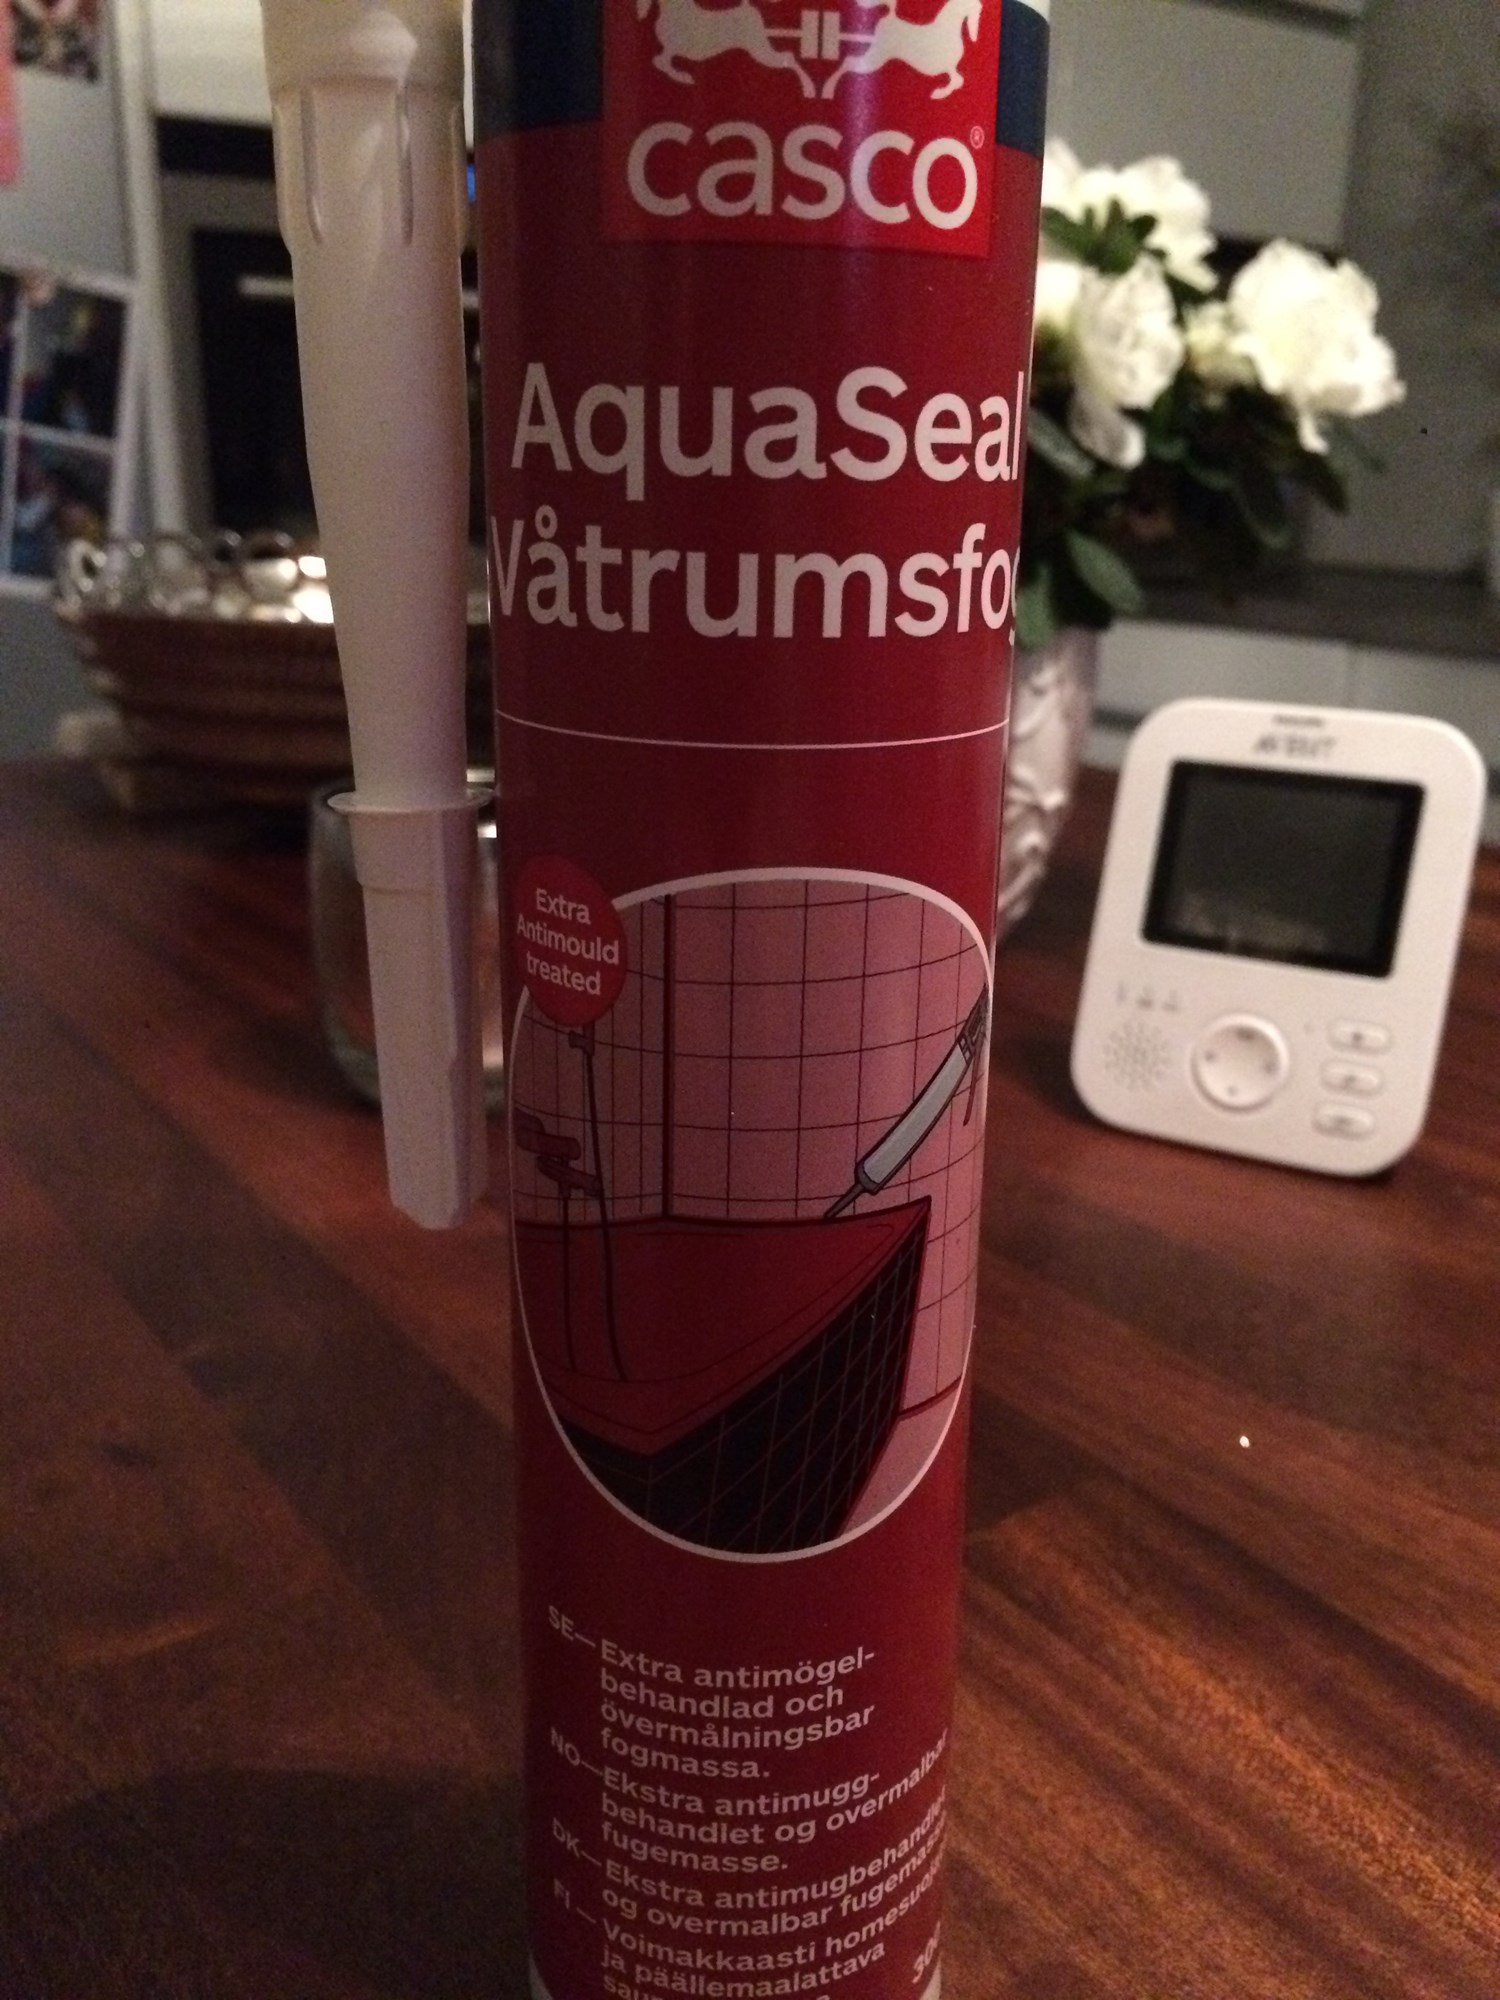 casco®
AquaSeal
Våtrumsfog
AVENT
Extra
Antimould
treated
SE—Extra antimögel-
behandlad och
övermålningsbar
fogmassa.
NO—Ekstra antimugg-
behandlet og overmalbar
fugemasse.
DK—Ekstra antimugbehandlet
og overmalbar fugemasse
FI—Voimakkaasti homesuojattu
ja päällemaalattava
300